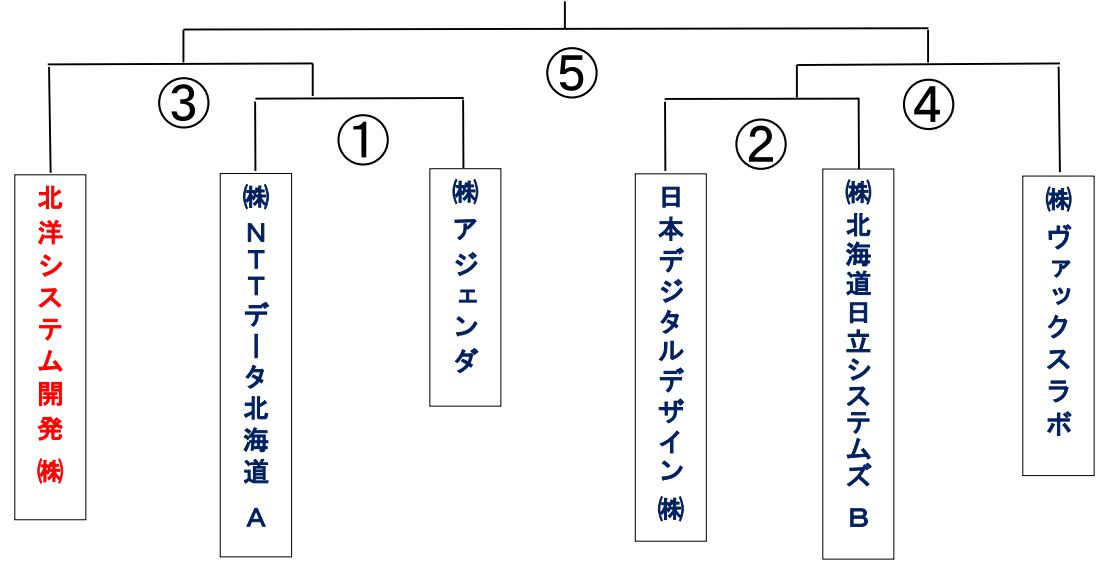 ⑤
③
④
①
②
北洋システム開発㈱
㈱NTTデータ北海道 A
㈱アジェンダ
日本デジタルデザイン㈱
㈱北海道日立システムズ B
㈱ヴァックスラボ